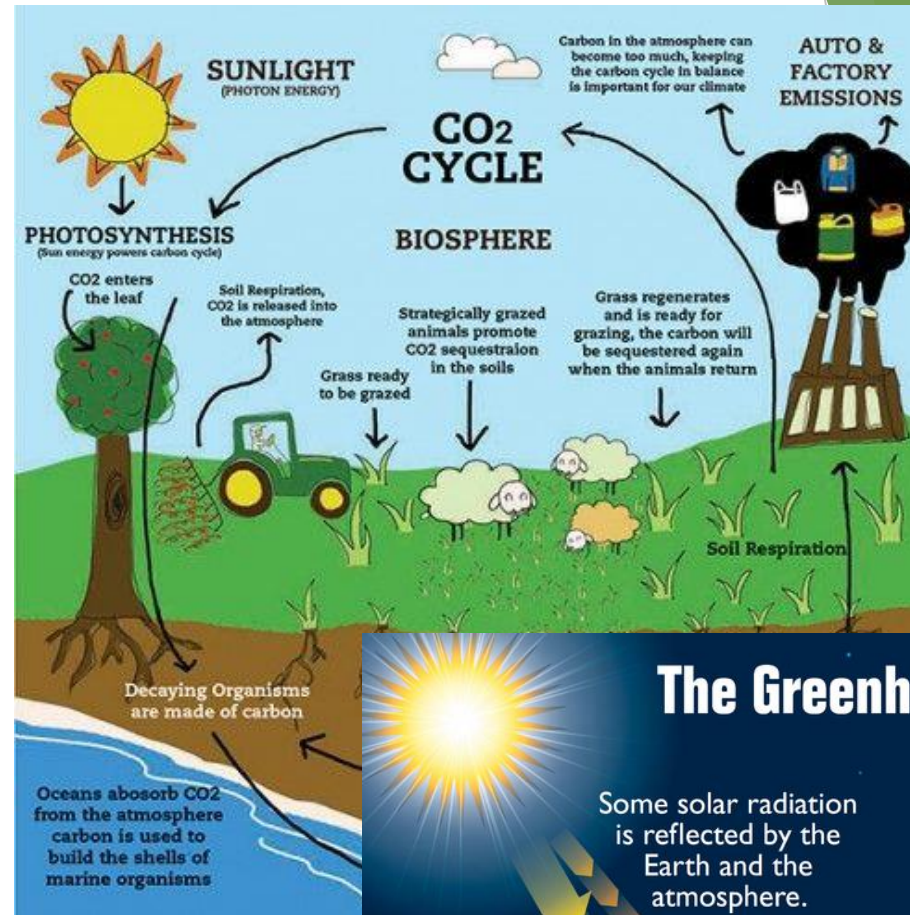 SUNLIGHT
(PHOTON ENERGY)
Carbon in the atmosphere can
become too much, keeping
the carbon cycle in balance
is important for our climate
AUTO &
FACTORY
EMISSIONS
CO2
CYCLE
PHOTOSYNTHESIS
(Sun energy powers carbon cycle)
BIOSPHERE
CO2 enters
the leaf
Soil Respiration,
CO2 is released into
the atmosphere
Strategically grazed
animals promote
CO2 sequestraion
in the soils
Grass regenerates
and is ready for
grazing, the carbon will
be sequestered again
when the animals return
Grass ready
to be grazed
Soil Respiration
Decaying Organisms
are made of carbon
Oceans abosorb CO2
from the atmosphere
carbon is used to
build the shells of
marine organisms
The Greenh
Some solar radiation
is reflected by the
Earth and the
atmosphere.